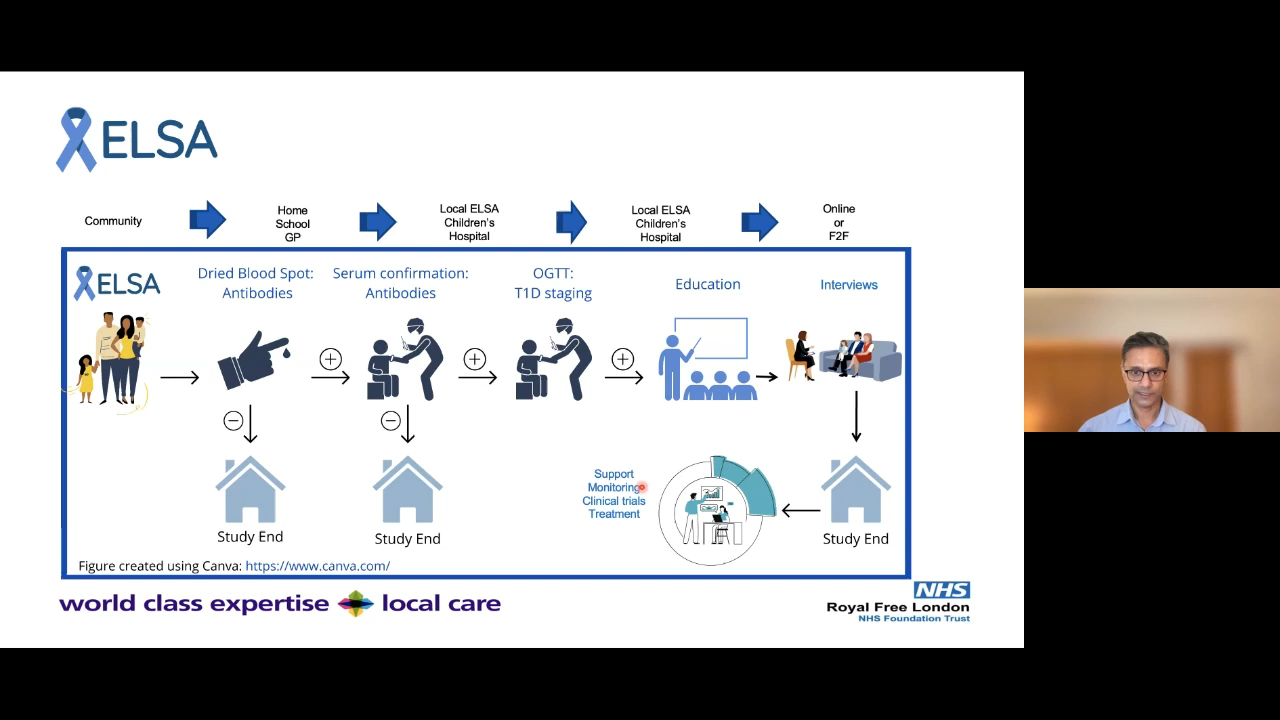 ELSA
Community
Home
School
GP
Local ELSA
Children's
Hospital
Local ELSA
Children's
Hospital
Online
or
F2F
ELSA
Dried Blood Spot:
Antibodies
Serum confirmation:
Antibodies
OGTT:
T1D staging
Education
Interviews
Support
Monitoring
Clinical trials
Treatment
Study End
Study End
Study End
Figure created using Canva: https://www.canva.com/
world class expertise local care
NHS
Royal Free London
NHS Foundation Trust